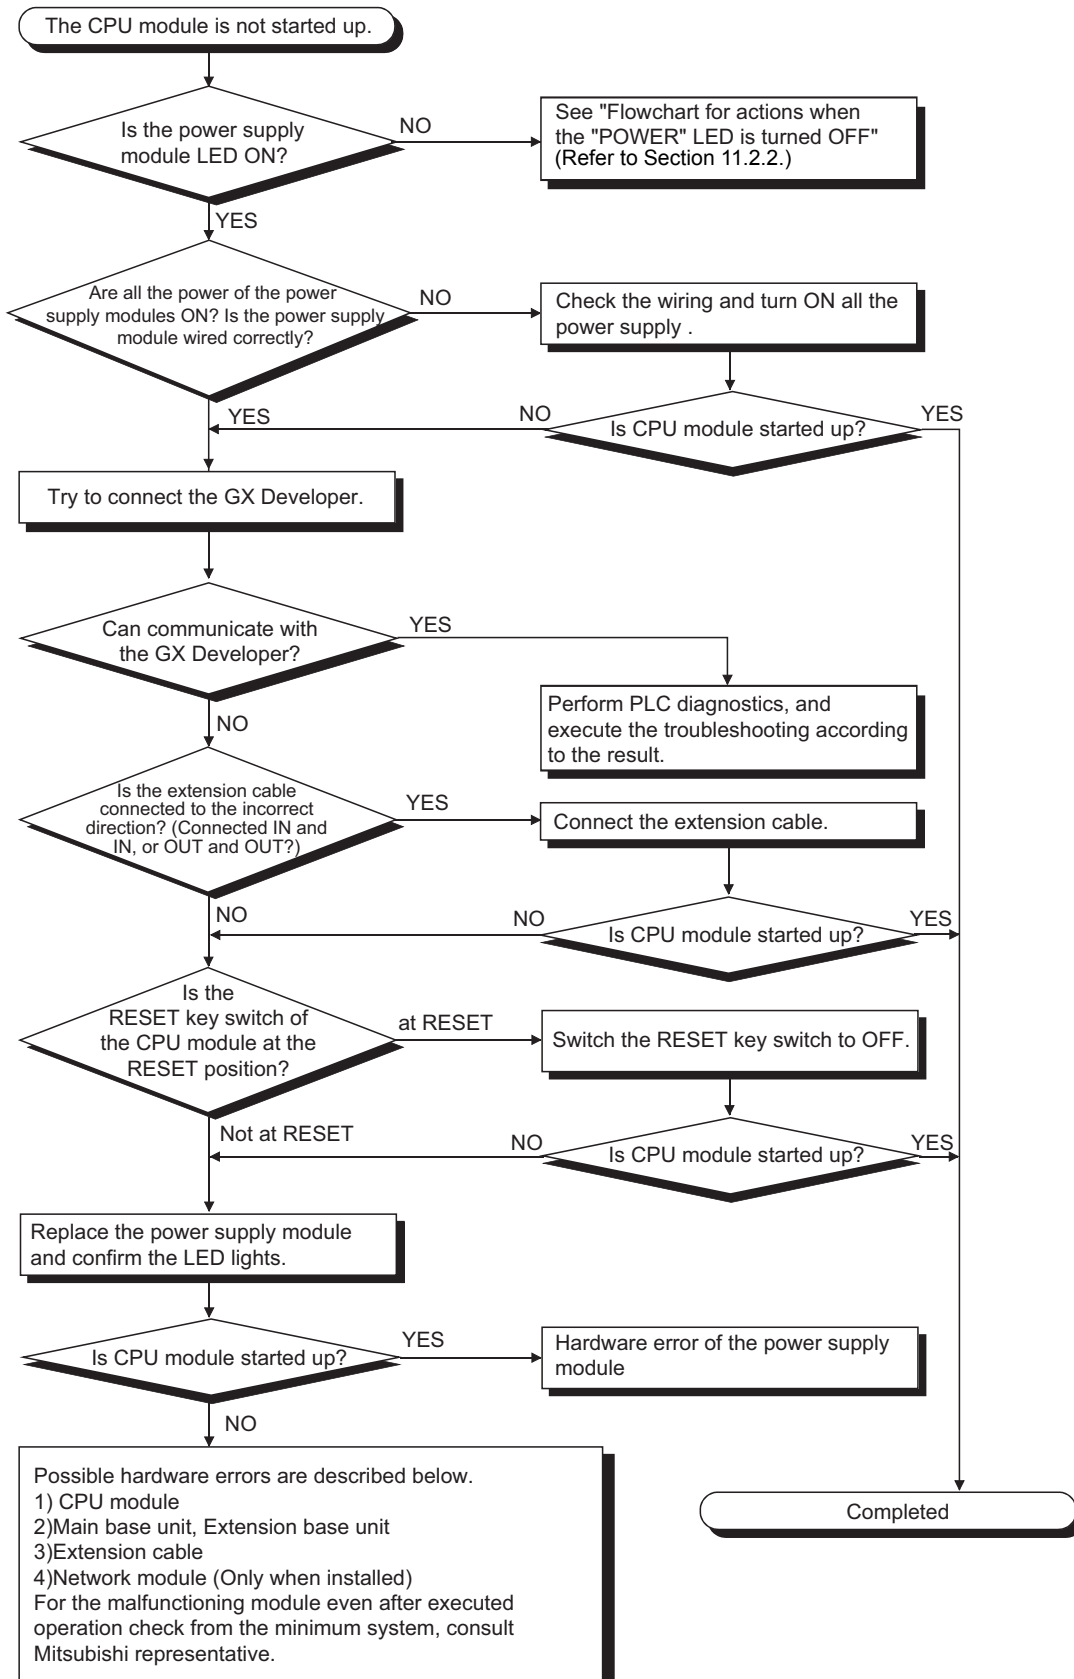 The CPU module is not started up.
Is the power supply
module LED ON?
NO
See "Flowchart for actions when
the "POWER" LED is turned OFF"
(Refer to Section 11.2.2.)
YES
Are all the power of the power
supply modules ON? Is the power supply
module wired correctly?
NO
Check the wiring and turn ON all the
power supply .
YES
NO
Is CPU module started up?
YES
Try to connect the GX Developer.
Can communicate with
the GX Developer?
YES
Perform PLC diagnostics, and
execute the troubleshooting according
to the result.
NO
Is the extension cable
connected to the incorrect
direction? (Connected IN and
IN, or OUT and OUT?)
YES
Connect the extension cable.
NO
NO
Is CPU module started up?
YES
Is the
RESET key switch of
the CPU module at the
RESET position?
at RESET
Switch the RESET key switch to OFF.
Not at RESET
NO
Is CPU module started up?
YES
Replace the power supply module
and confirm the LED lights.
Is CPU module started up?
YES
Hardware error of the power supply
module
NO
Possible hardware errors are described below.
1) CPU module
2)Main base unit, Extension base unit
3)Extension cable
4)Network module (Only when installed)
For the malfunctioning module even after executed
operation check from the minimum system, consult
Mitsubishi representative.
Completed